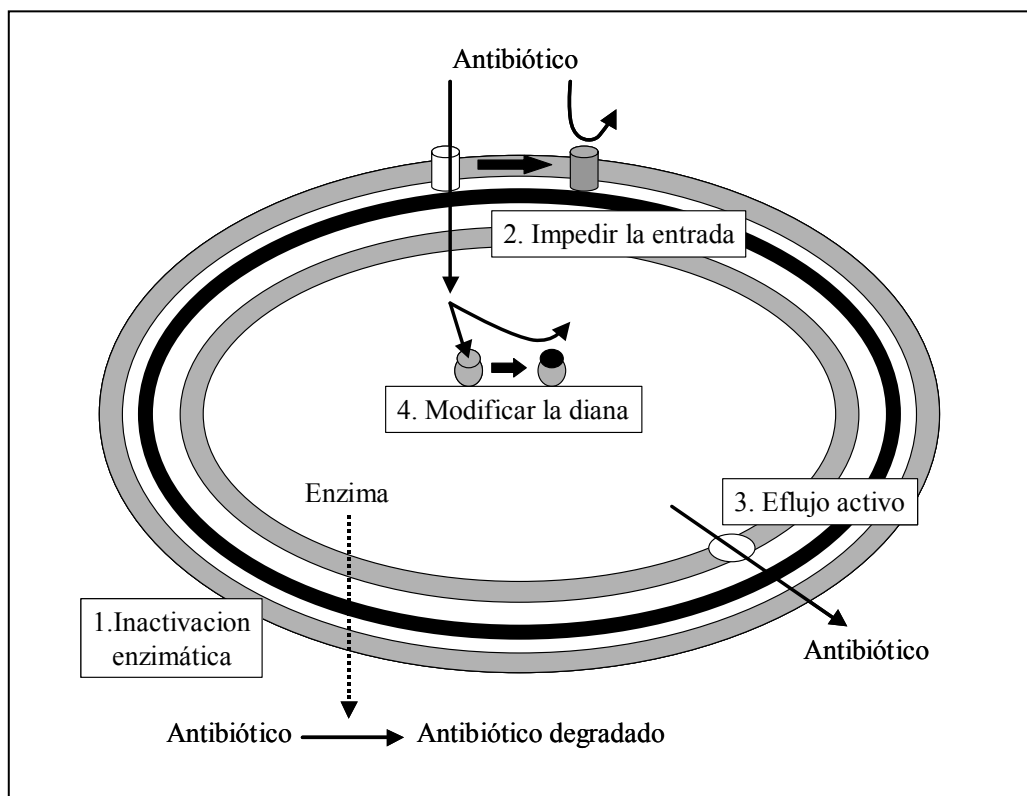 Antibiótico
2. Impedir la entrada
4. Modificar la diana
Enzima
3. Eflujo activo
1.Inactivacion
enzimática
Antibiótico
Antibiótico
Antibiótico degradado